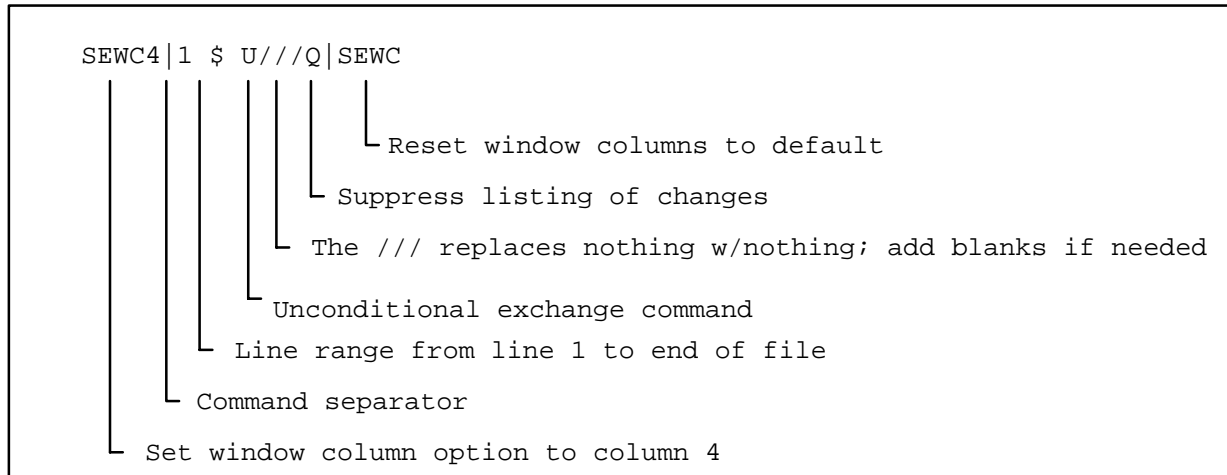 SEWC4|1 $ U///Q|SEWC
Reset window columns to default
Suppress listing of changes
The /// replaces nothing w/nothing; add blanks if needed
Unconditional exchange command
Line range from line 1 to end of file
Command separator
Set window column option to column 4